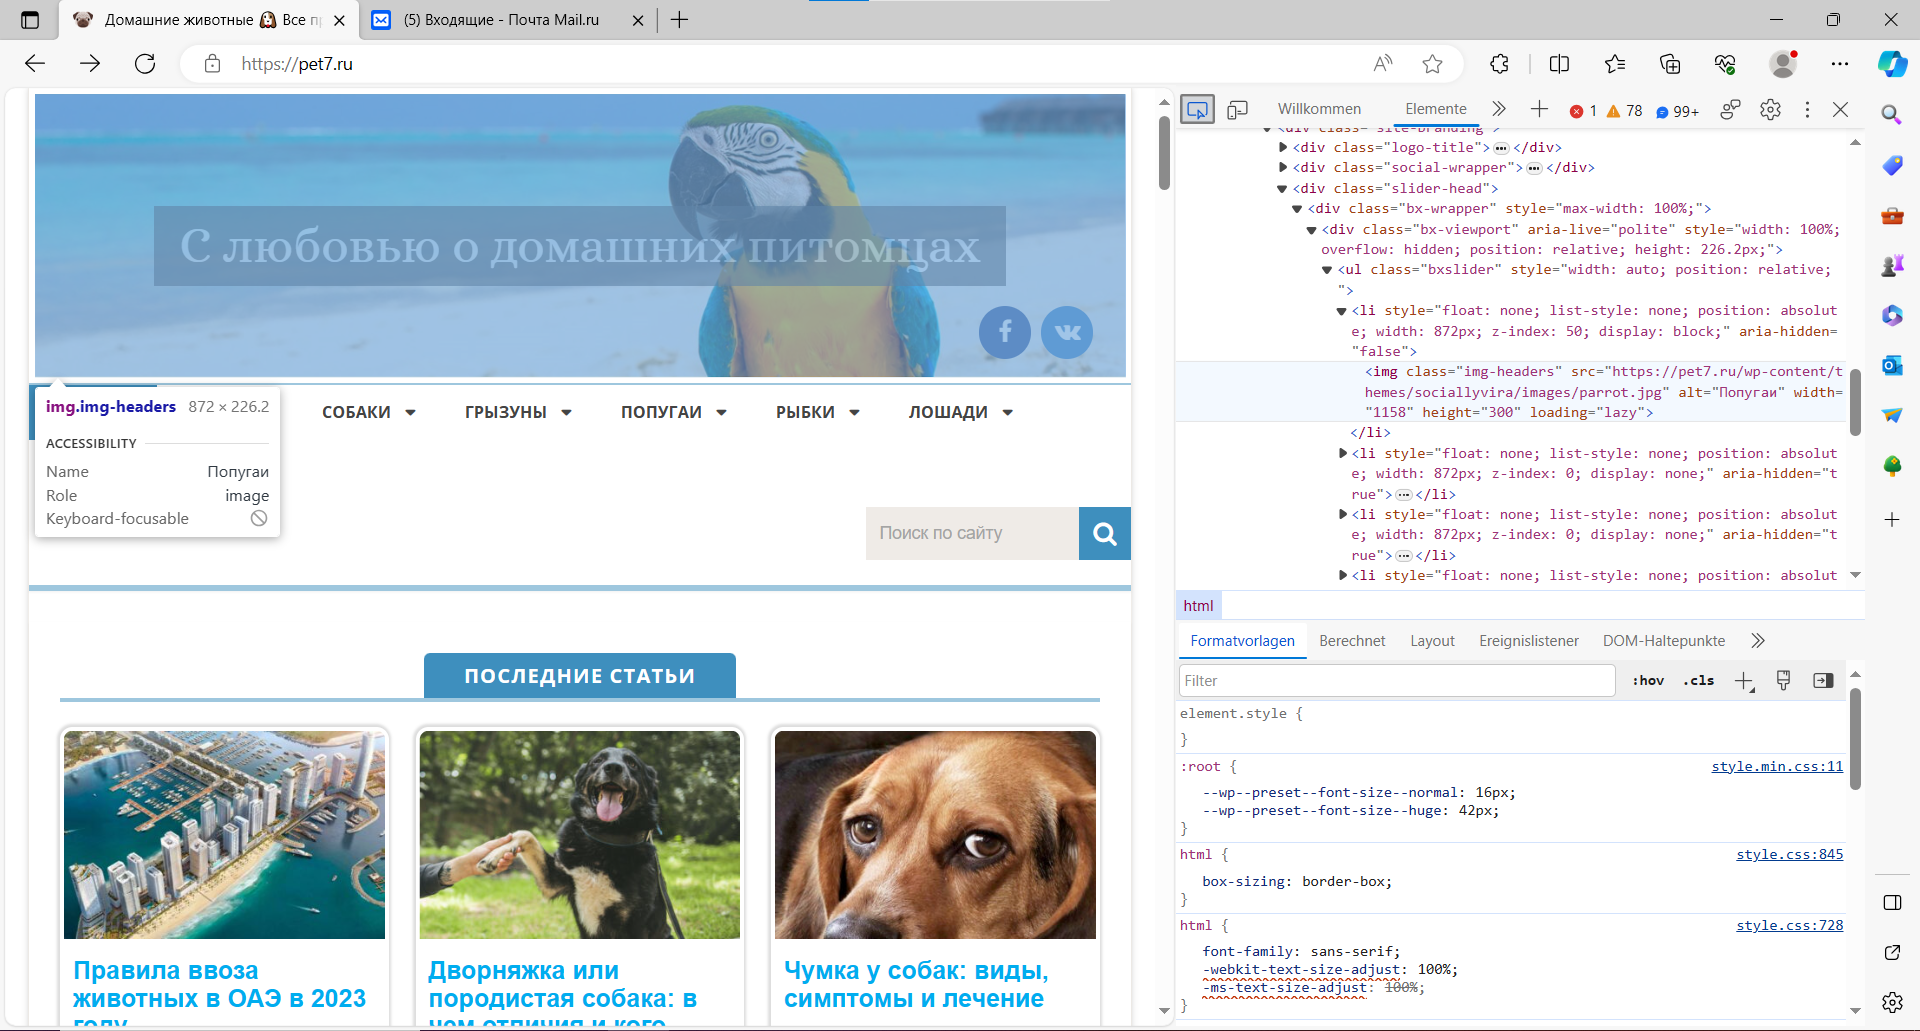 Домашние животные 🐶 Все п
(5) Входящие - Почта Mail.ru
https://pet7.ru
С любовью о домашних питомцах
СОБАКИ
ГРЫЗУНЫ
ПОПУГАИ
РЫБКИ
ЛОШАДИ
img.img-headers 872 × 226.2
ACCESSIBILITY
Name Попугаи
Role image
Keyboard-focusable
Поиск по сайту
ПОСЛЕДНИЕ СТАТЬИ
Правила ввоза
животных в ОАЭ в 2023
году
Дворняжка или
породистая собака: в
чем отличия и кого
Чумка у собак: виды,
симптомы и лечение
Willkommen
Elemente
1
78
99+
<div class="site-branding">
<div class="logo-title"> ••• </div>
<div class="social-wrapper"> ••• </div>
<div class="slider-head">
<div class="bx-wrapper" style="max-width: 100%;">
<div class="bx-viewport" aria-live="polite" style="width: 100%;
overflow: hidden; position: relative; height: 226.2px;">
<ul class="bxslider" style="width: auto; position: relative;
">
<li style="float: none; list-style: none; position: absolut
e; width: 872px; z-index: 50; display: block;" aria-hidden=
"false">
<img class="img-headers" src="https://pet7.ru/wp-content/t
hemes/sociallyvira/images/parrot.jpg" alt="Попугаи" width=
"1158" height="300" loading="lazy">
</li>
<li style="float: none; list-style: none; position: absolut
e; width: 872px; z-index: 0; display: none;" aria-hidden="t
rue"> ••• </li>
<li style="float: none; list-style: none; position: absolut
e; width: 872px; z-index: 0; display: none;" aria-hidden="t
rue"> ••• </li>
<li style="float: none; list-style: none; position: absolut
html
Formatvorlagen
Berechnet
Layout
Ereignislistener
DOM-Haltepunkte
Filter
:hov
.cls
element.style {
}
:root { style.min.css:11
--wp--preset--font-size--normal: 16px;
--wp--preset--font-size--huge: 42px;
}
html { style.css:845
box-sizing: border-box;
}
html { style.css:728
font-family: sans-serif;
-webkit-text-size-adjust: 100%;
-ms-text-size-adjust: 100%;
}